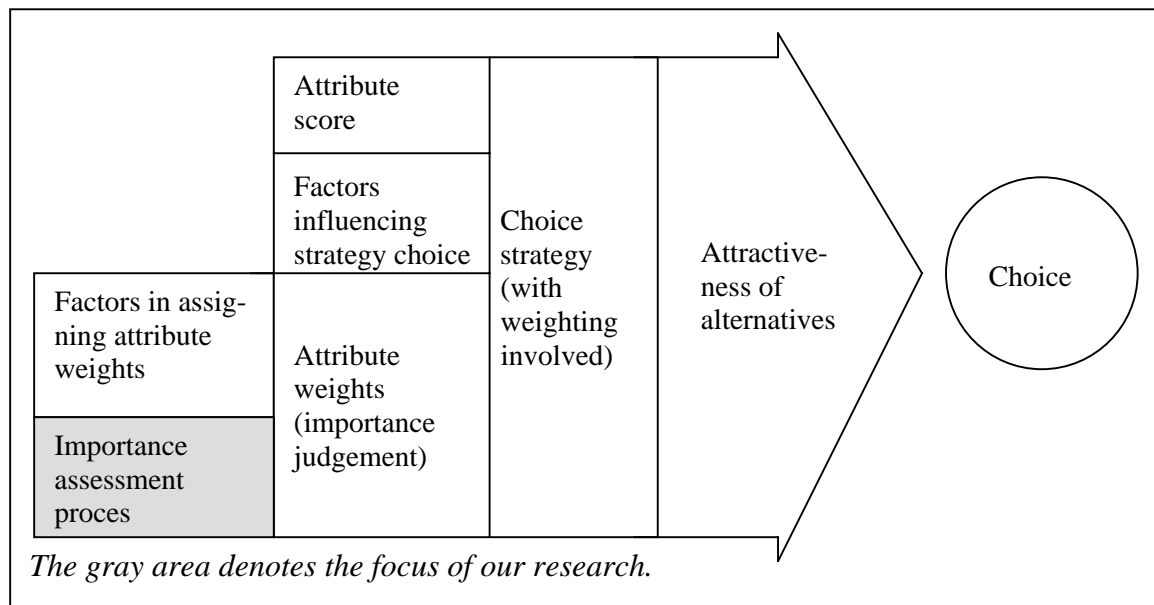 Attribute
score
Factors
influencing
strategy choice
Factors in assig-
ning attribute
weights
Importance
assessment
proces
Attribute
weights
(importance
judgement)
Choice
strategy
(with
weighting
involved)
Attractive-
ness of
alternatives
Choice
The gray area denotes the focus of our research.